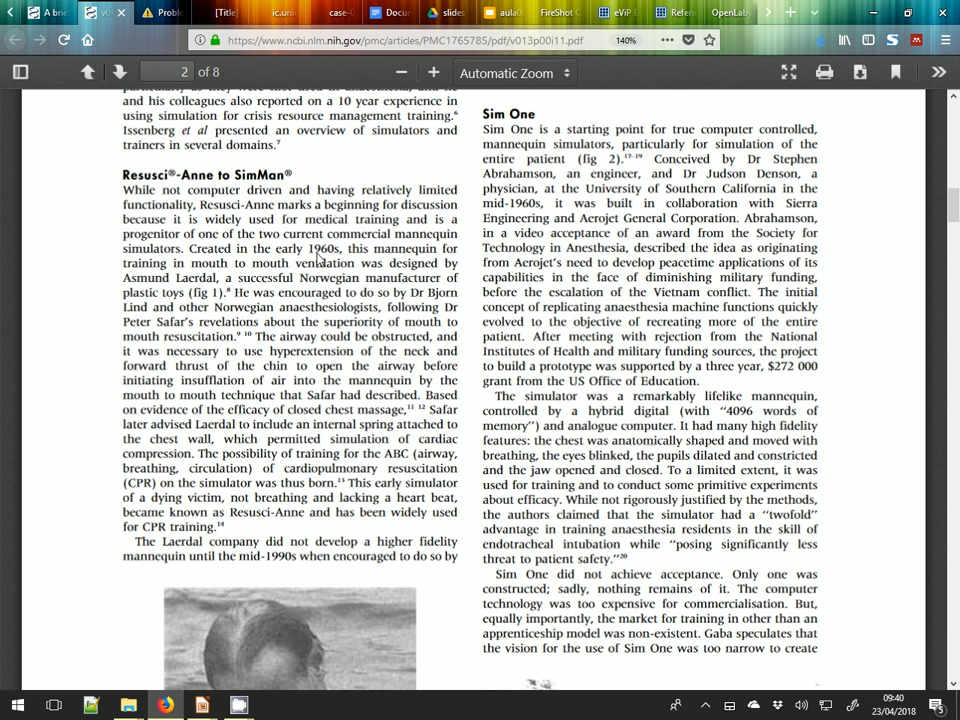 A brie
v0
Proble
[Title]
ic.unic
case-0
Docu
slides
aula0
FireShot C
eViP E
Refera
OpenLab
https://www.ncbi.nlm.nih.gov/pmc/articles/PMC1765785/pdf/v013p00i11.pdf
140%
2 of 8
Automatic Zoom
and his colleagues also reported on a 10 year experience in
using simulation for crisis resource management training.6
Issenberg et al presented an overview of simulators and
trainers in several domains.7
Resusci®-Anne to SimMan®
While not computer driven and having relatively limited
functionality, Resusci-Anne marks a beginning for discussion
because it is widely used for medical training and is a
progenitor of one of the two current commercial mannequin
simulators. Created in the early 1960s, this mannequin for
training in mouth to mouth ventilation was designed by
Asmund Laerdal, a successful Norwegian manufacturer of
plastic toys (fig 1).8 He was encouraged to do so by Dr Bjorn
Lind and other Norwegian anaesthesiologists, following Dr
Peter Safar's revelations about the superiority of mouth to
mouth resuscitation.9 10 The airway could be obstructed, and
it was necessary to use hyperextension of the neck and
forward thrust of the chin to open the airway before
initiating insufflation of air into the mannequin by the
mouth to mouth technique that Safar had described. Based
on evidence of the efficacy of closed chest massage,11 12 Safar
later advised Laerdal to include an internal spring attached to
the chest wall, which permitted simulation of cardiac
compression. The possibility of training for the ABC (airway,
breathing, circulation) of cardiopulmonary resuscitation
(CPR) on the simulator was thus born.13 This early simulator
of a dying victim, not breathing and lacking a heart beat,
became known as Resusci-Anne and has been widely used
for CPR training.14
The Laerdal company did not develop a higher fidelity
mannequin until the mid-1990s when encouraged to do so by
Sim One
Sim One is a starting point for true computer controlled,
mannequin simulators, particularly for simulation of the
entire patient (fig 2).17–19 Conceived by Dr Stephen
Abrahamson, an engineer, and Dr Judson Denson, a
physician, at the University of Southern California in the
mid-1960s, it was built in collaboration with Sierra
Engineering and Aerojet General Corporation. Abrahamson,
in a video acceptance of an award from the Society for
Technology in Anesthesia, described the idea as originating
from Aerojet's need to develop peacetime applications of its
capabilities in the face of diminishing military funding,
before the escalation of the Vietnam conflict. The initial
concept of replicating anaesthesia machine functions quickly
evolved to the objective of recreating more of the entire
patient. After meeting with rejection from the National
Institutes of Health and military funding sources, the project
to build a prototype was supported by a three year, $272 000
grant from the US Office of Education.
The simulator was a remarkably lifelike mannequin,
controlled by a hybrid digital (with "4096 words of
memory") and analogue computer. It had many high fidelity
features: the chest was anatomically shaped and moved with
breathing, the eyes blinked, the pupils dilated and constricted
and the jaw opened and closed. To a limited extent, it was
used for training and to conduct some primitive experiments
about efficacy. While not rigorously justified by the methods,
the authors claimed that the simulator had a "twofold"
advantage in training anaesthesia residents in the skill of
endotracheal intubation while "posing significantly less
threat to patient safety."20
Sim One did not achieve acceptance. Only one was
constructed; sadly, nothing remains of it. The computer
technology was too expensive for commercialisation. But,
equally importantly, the market for training in other than an
apprenticeship model was non-existent. Gaba speculates that
the vision for the use of Sim One was too narrow to create
09:40
23/04/2018
5